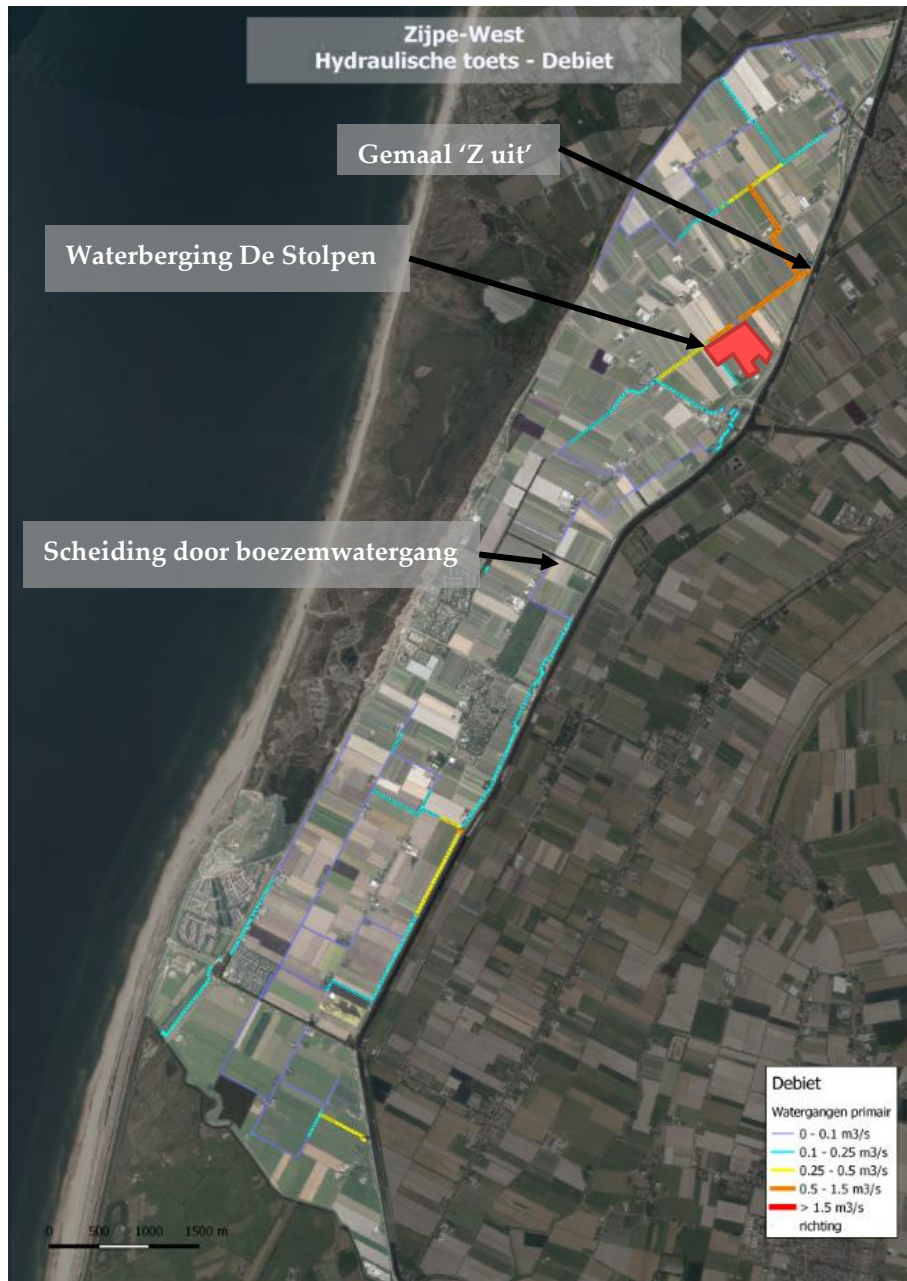 Zijpe-West
Hydraulische toets - Debiet
Gemaal ‘Z uit’
Waterberging De Stolpen
Scheiding door boezemwatergang
Debiet
Watergangen primair
0 - 0.1 m3/s
0.1 - 0.25 m3/s
0.25 - 0.5 m3/s
0.5 - 1.5 m3/s
> 1.5 m3/s
richting
0 500 1000 1500 m